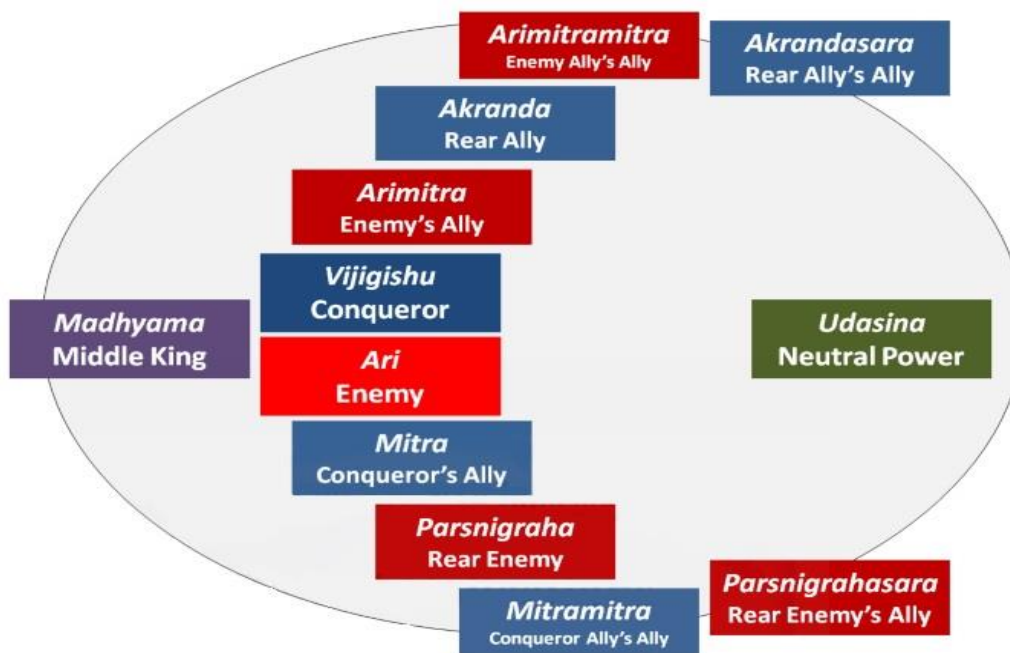 Arimitramitra
Enemy Ally's Ally
Akrandasara
Rear Ally's Ally
Akranda
Rear Ally
Arimitra
Enemy's Ally
Vijigishu
Conqueror
Madhyama
Middle King
Udasina
Neutral Power
Ari
Enemy
Mitra
Conqueror's Ally
Parsnigraha
Rear Enemy
Mitramitra
Conqueror Ally's Ally
Parsnigrahasara
Rear Enemy's Ally